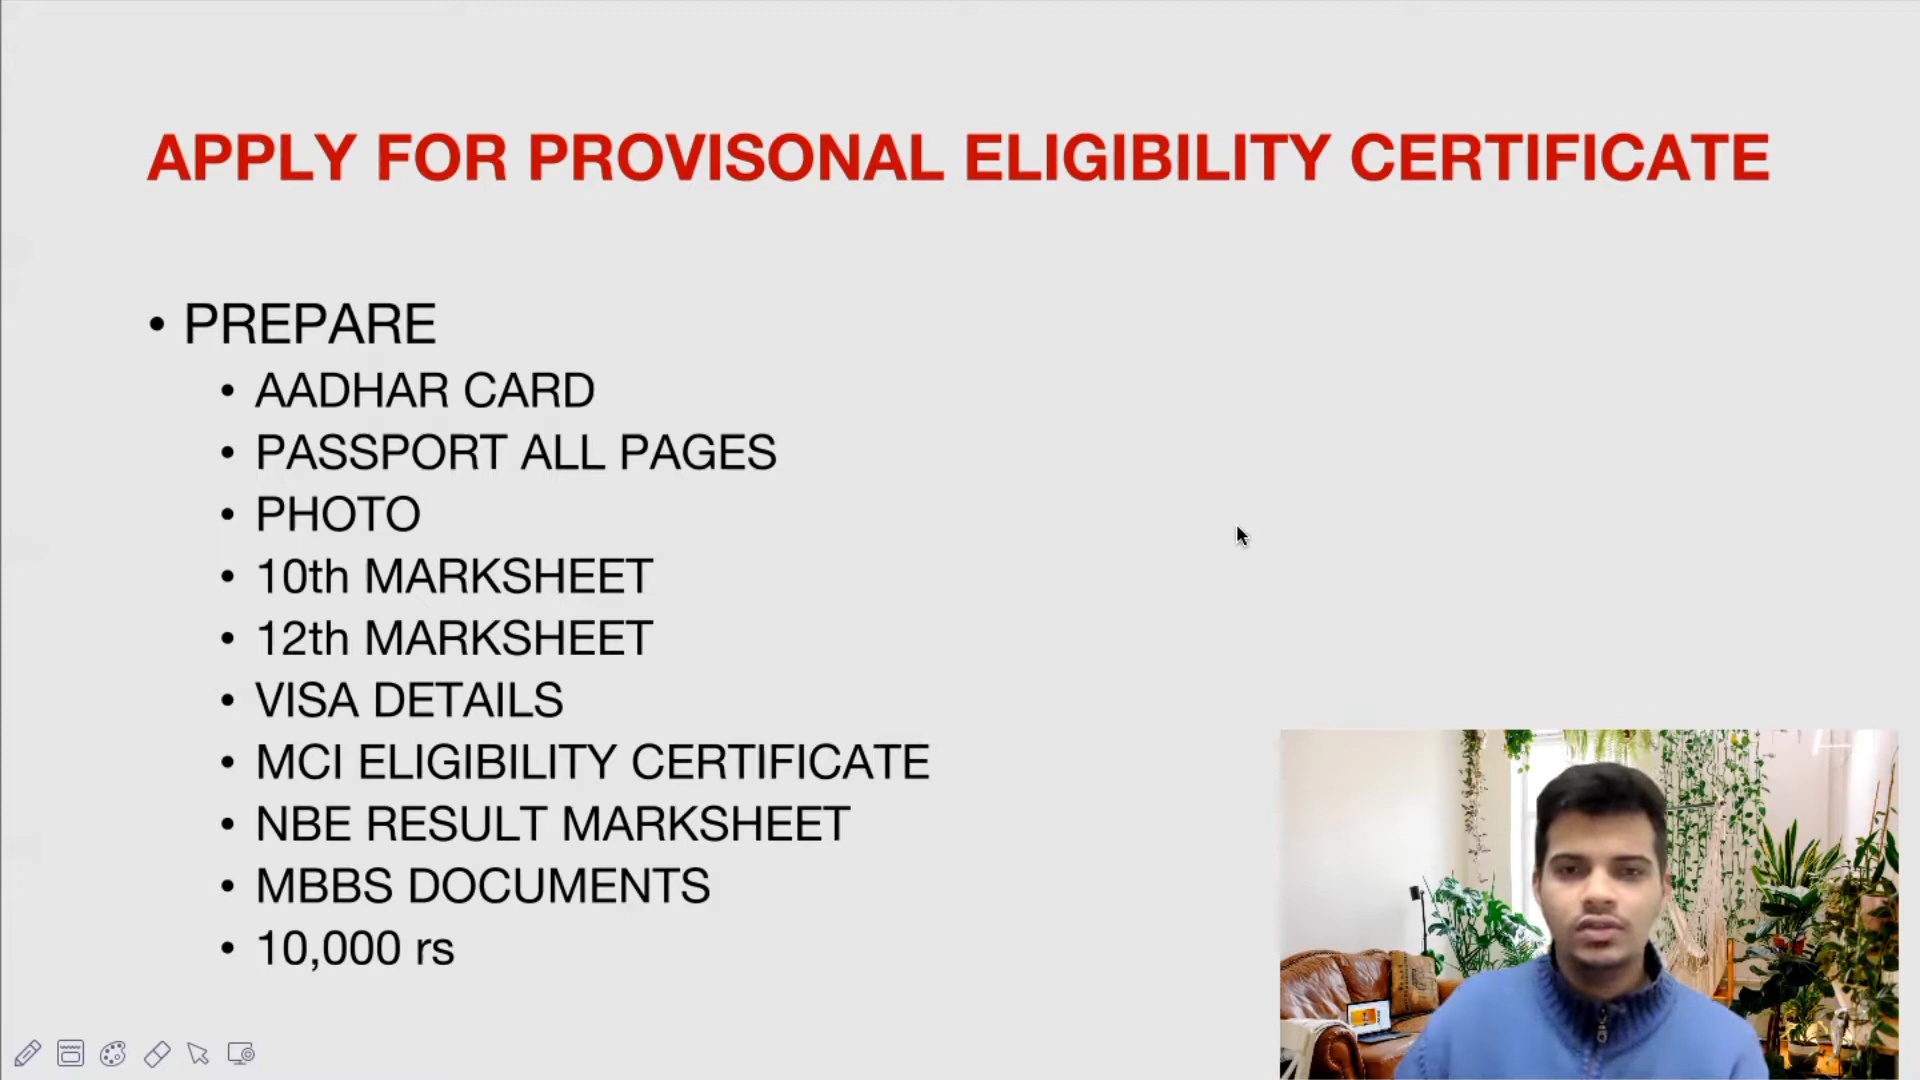 APPLY FOR PROVISONAL ELIGIBILITY CERTIFICATE
• PREPARE
• AADHAR CARD
• PASSPORT ALL PAGES
• PHOTO
• 10th MARKSHEET
• 12th MARKSHEET
• VISA DETAILS
• MCI ELIGIBILITY CERTIFICATE
• NBE RESULT MARKSHEET
• MBBS DOCUMENTS
• 10,000 rs